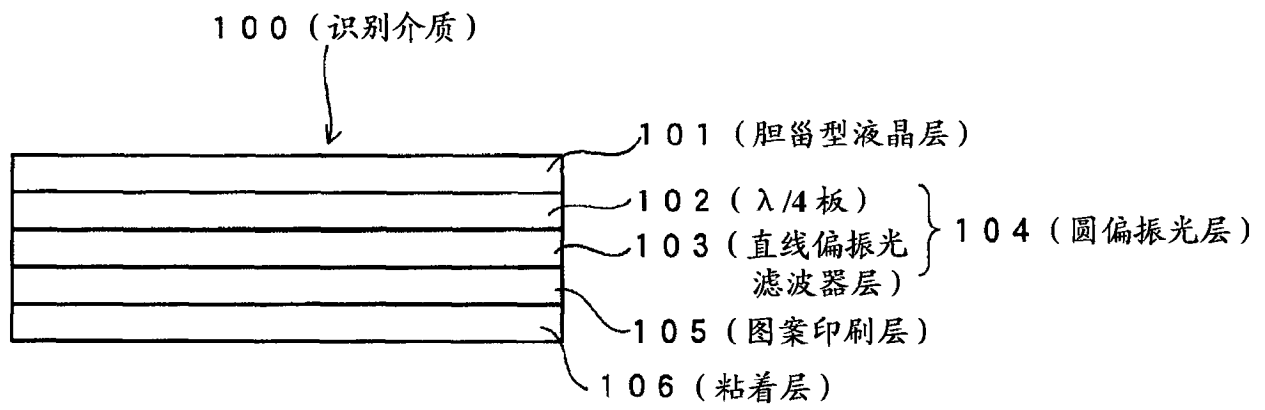 100(识别介质)
101(胆甾型液晶层)
102(λ/4板)
103(直线偏振光
滤波器层)
104(圆偏振光层)
105(图案印刷层)
106(粘着层)